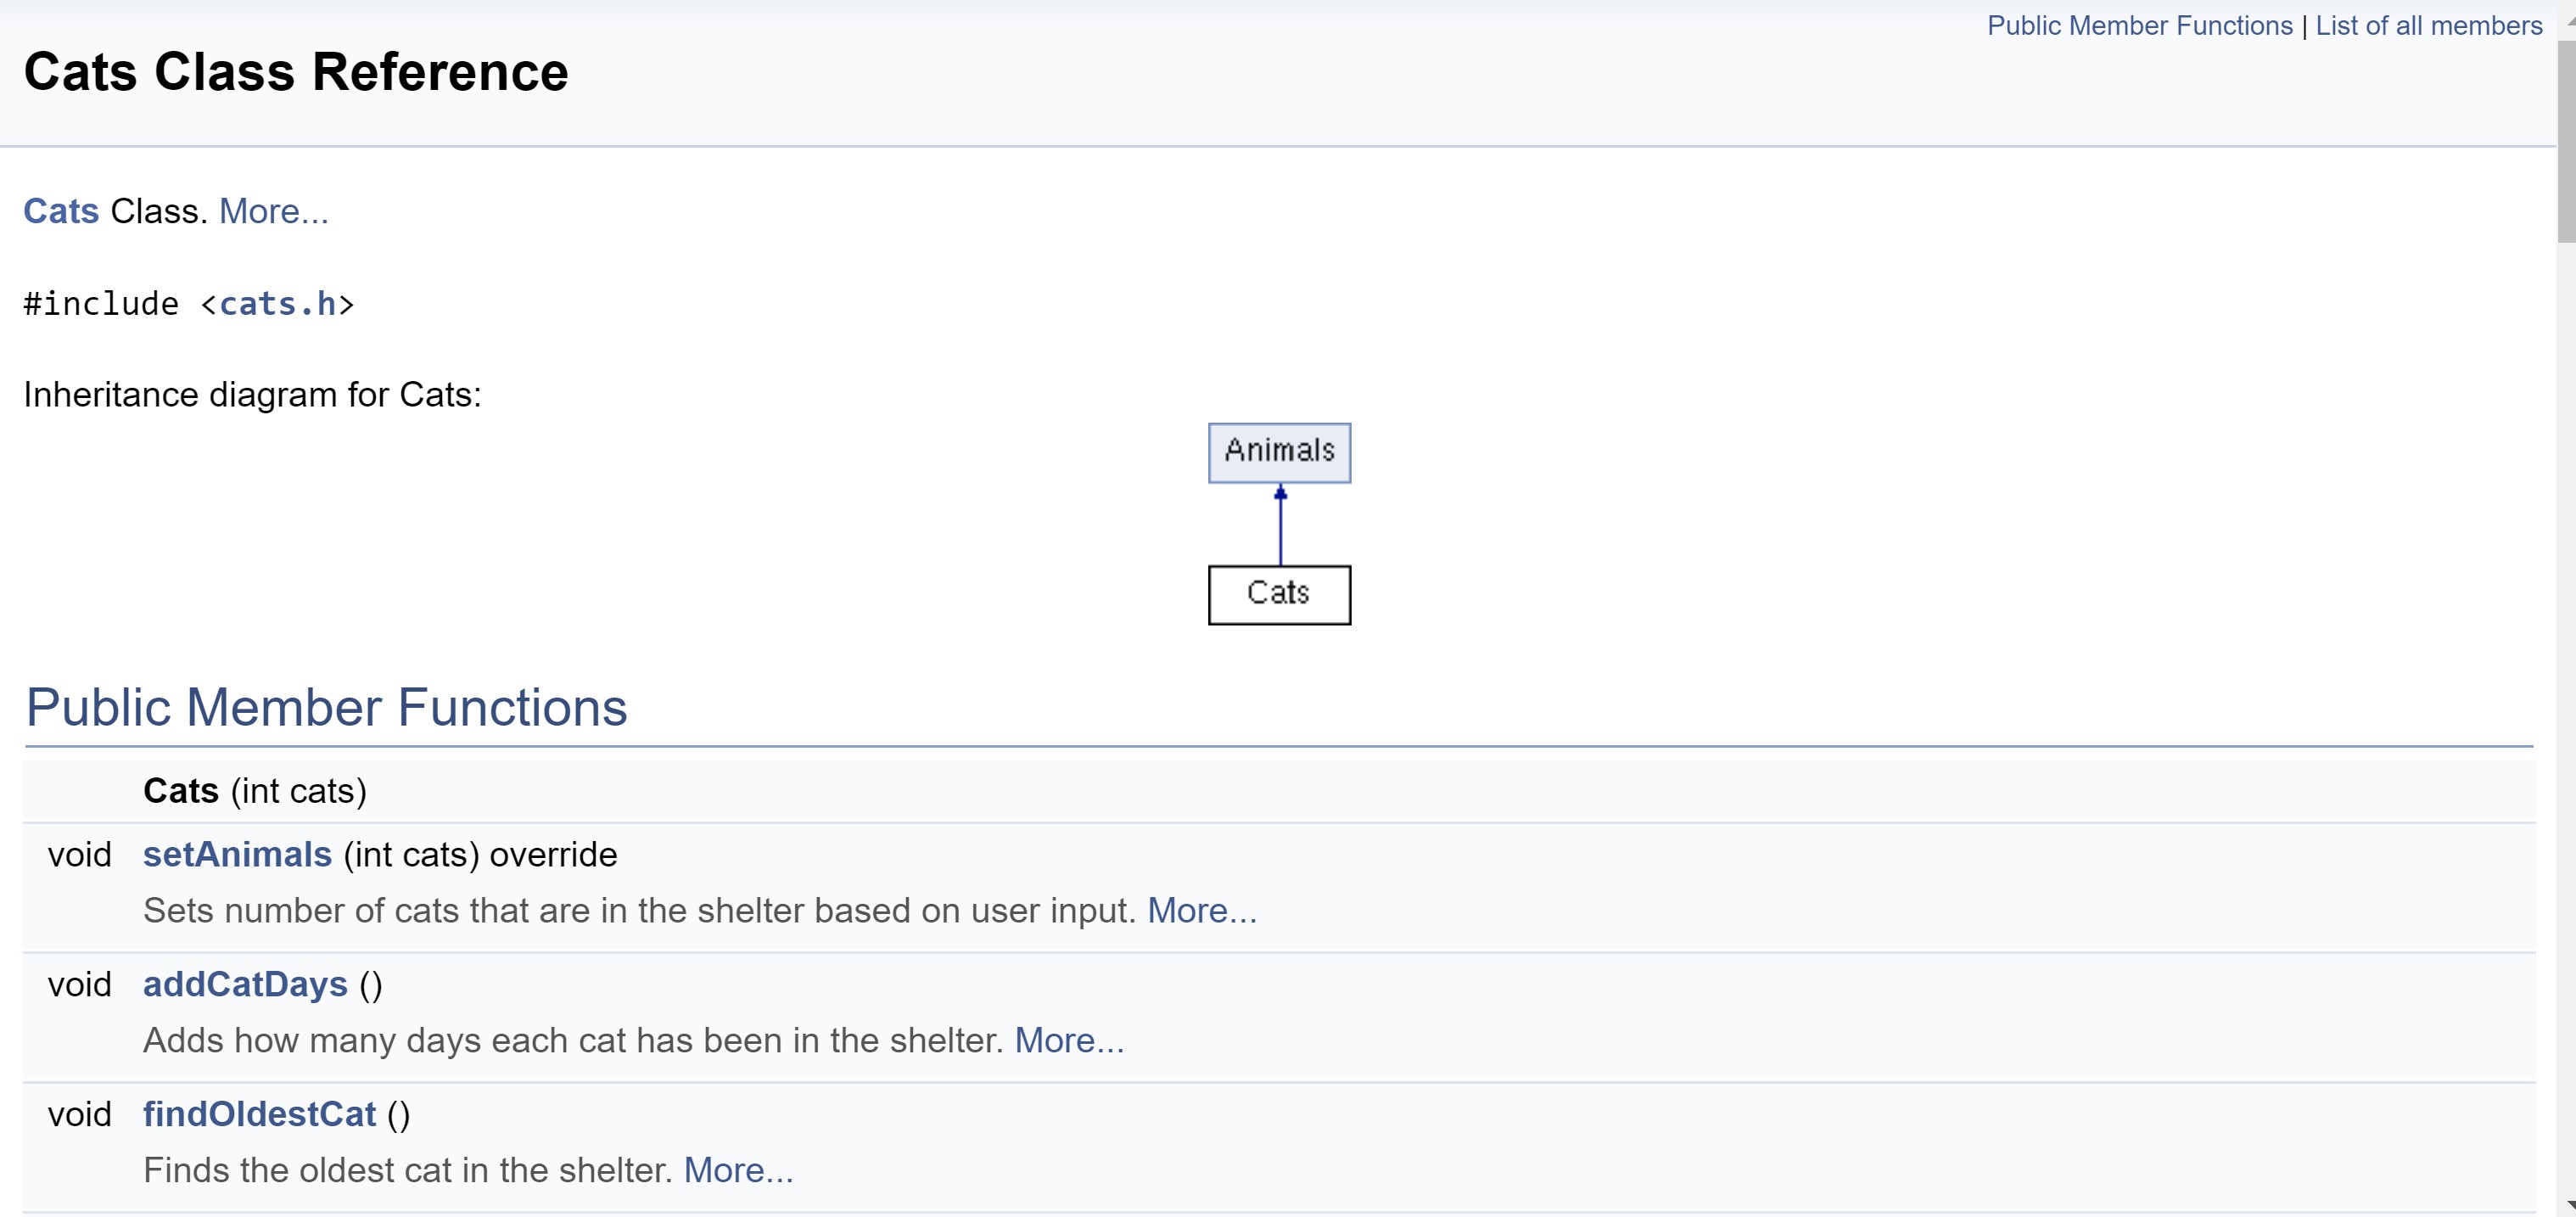 Public Member Functions | List of all members
Cats Class Reference
Cats Class. More...
#include <cats.h>
Inheritance diagram for Cats:
Animals
Cats
Public Member Functions
Cats (int cats)
void setAnimals (int cats) override
Sets number of cats that are in the shelter based on user input. More...
void addCatDays ()
Adds how many days each cat has been in the shelter. More...
void findOldestCat ()
Finds the oldest cat in the shelter. More...